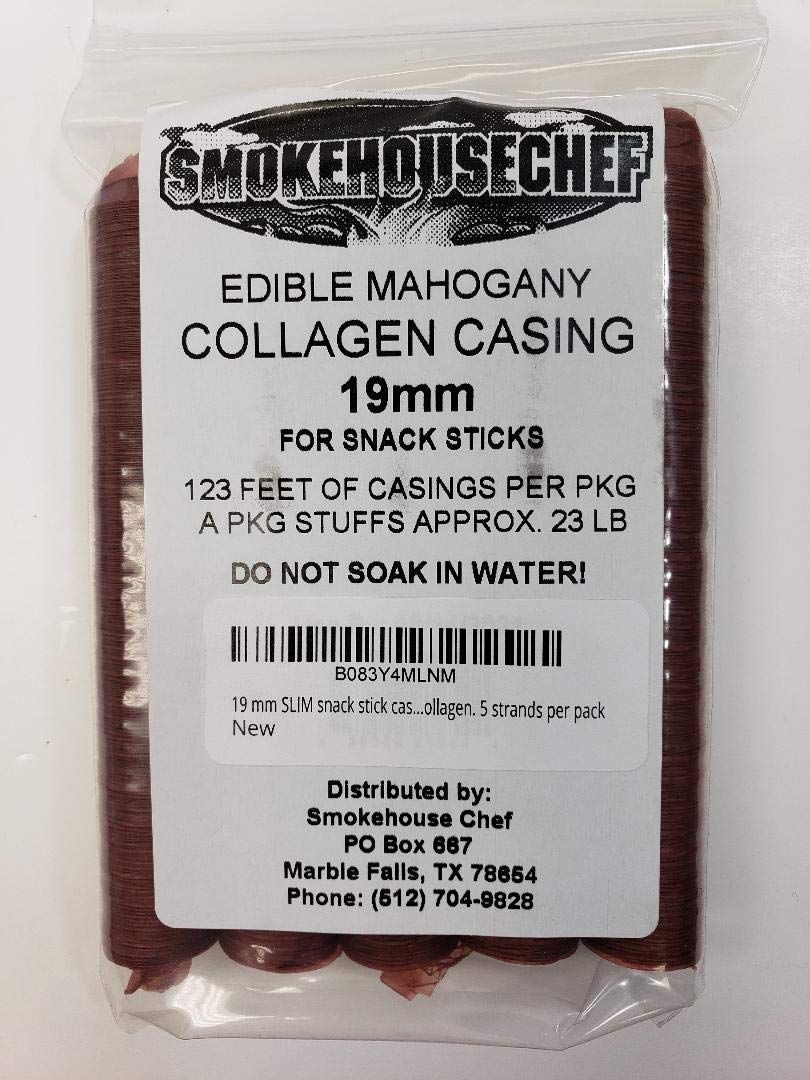 SMOKEHOUSECHEF
EDIBLE MAHOGANY
COLLAGEN CASING
19mm
FOR SNACK STICKS
123 FEET OF CASINGS PER PKG
A PKG STUFFS APPROX. 23 LB
DO NOT SOAK IN WATER!
B083Y4MLNM
19 mm SLIM snack stick cas...ollagen. 5 strands per pack
New
Distributed by:
Smokehouse Chef
PO Box 667
Marble Falls, TX 78654
Phone: (512) 704-9828